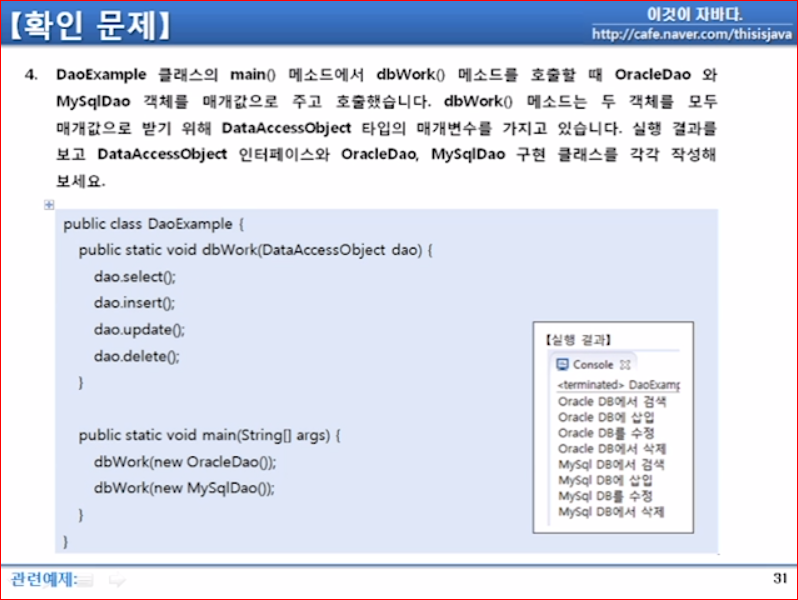 【확인 문제】
이것이 자바다.
http://cafe.naver.com/thisisjava
4. DaoExample 클래스의 main() 메소드에서 dbWork() 메소드를 호출할 때 OracleDao 와
MySqlDao 객체를 매개값으로 주고 호출했습니다. dbWork() 메소드는 두 객체를 모두
매개값으로 받기 위해 DataAccessObject 타입의 매개변수를 가지고 있습니다. 실행 결과를
보고 DataAccessObject 인터페이스와 OracleDao, MySqlDao 구현 클래스를 각각 작성해
보세요.
public class DaoExample {
public static void dbWork(DataAccessObject dao) {
dao.select();
dao.insert();
dao.update();
dao.delete();
}
public static void main(String[] args) {
dbWork(new OracleDao());
dbWork(new MySqlDao());
}
}
【실행 결과】
Console
<terminated> DaoExamp
Oracle DB에서 검색
Oracle DB에 삽입
Oracle DB를 수정
Oracle DB에서 삭제
MySql DB에서 검색
MySql DB에 삽입
MySql DB를 수정
MySql DB에서 삭제
관련예제:
31